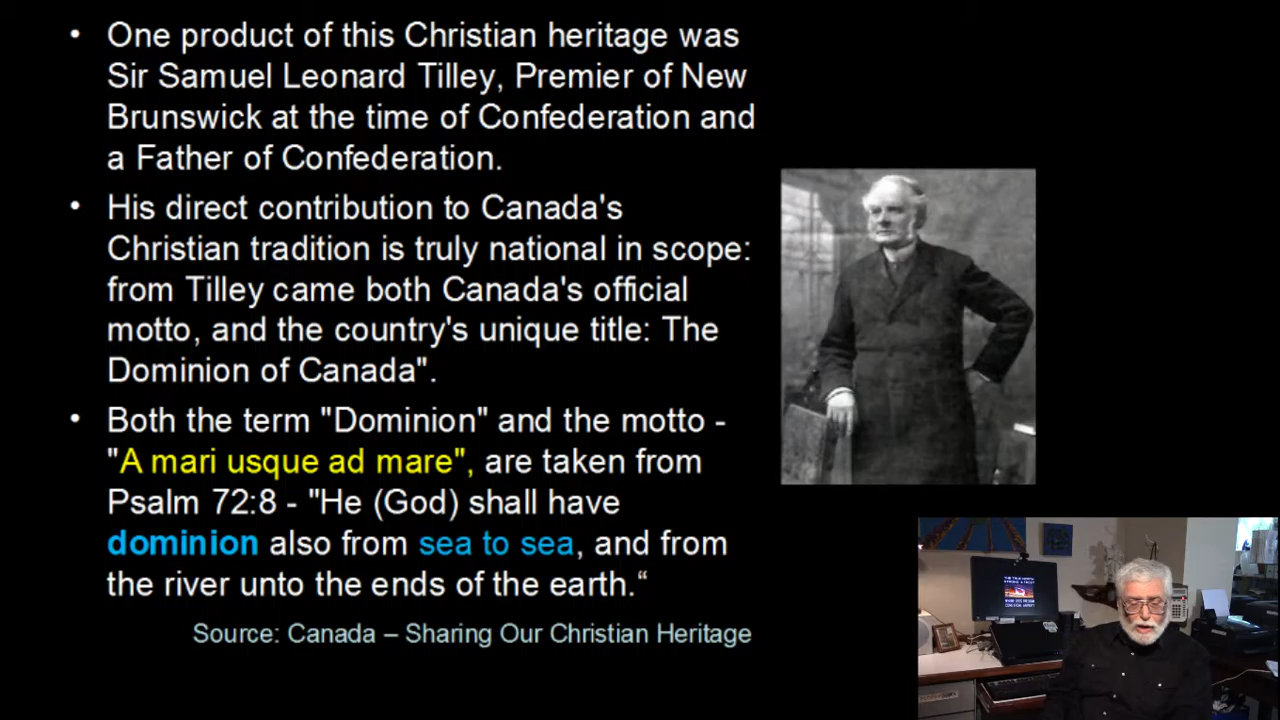 • One product of this Christian heritage was
Sir Samuel Leonard Tilley, Premier of New
Brunswick at the time of Confederation and
a Father of Confederation.
• His direct contribution to Canada's
Christian tradition is truly national in scope:
from Tilley came both Canada's official
motto, and the country's unique title: The
Dominion of Canada".
• Both the term "Dominion" and the motto -
"A mari usque ad mare", are taken from
Psalm 72:8 - "He (God) shall have
dominion also from sea to sea, and from
the river unto the ends of the earth.“
Source: Canada – Sharing Our Christian Heritage